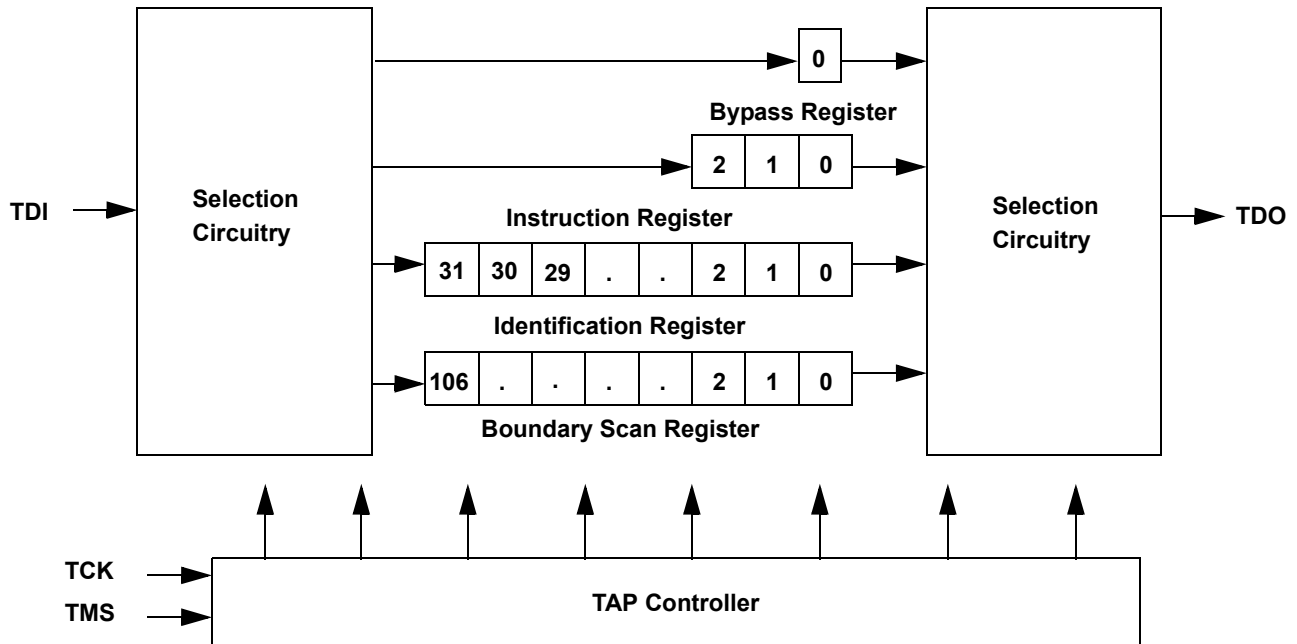 0
Bypass Register
2 1 0
Selection
Circuitry
Selection
Circuitry
TDI
TDO
Instruction Register
31 30 29 . . 2 1 0
Identification Register
106 . . . . 2 1 0
Boundary Scan Register
TCK
TMS
TAP Controller